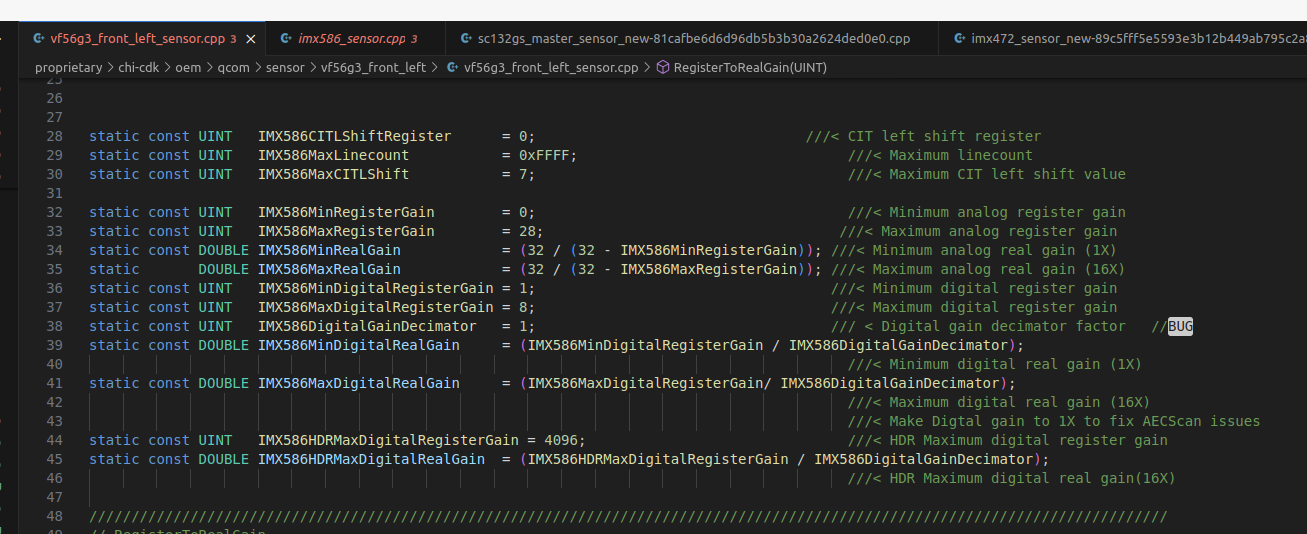 vf56g3_front_left_sensor.cpp 3 × imx586_sensor.cpp 3 sc132gs_master_sensor_new-81cafbe6d6d96db5b3b30a2624ded0e0.cpp imx472_sensor_new-89c5fff5e5593e3b12b449ab795c2a8
proprietary > chi-cdk > oem > qcom > sensor > vf56g3_front_left > vf56g3_front_left_sensor.cpp > RegisterToRealGain(UINT)
25
26
27
28 static const UINT IMX586CITLShiftRegister = 0; ///< CIT left shift register
29 static const UINT IMX586MaxLinecount = 0xFFFF; ///< Maximum linecount
30 static const UINT IMX586MaxCITLShift = 7; ///< Maximum CIT left shift value
31
32 static const UINT IMX586MinRegisterGain = 0; ///< Minimum analog register gain
33 static const UINT IMX586MaxRegisterGain = 28; ///< Maximum analog register gain
34 static const DOUBLE IMX586MinRealGain = (32 / (32 - IMX586MinRegisterGain)); ///< Minimum analog real gain (1X)
35 static DOUBLE IMX586MaxRealGain = (32 / (32 - IMX586MaxRegisterGain)); ///< Maximum analog real gain (16X)
36 static const UINT IMX586MinDigitalRegisterGain = 1; ///< Minimum digital register gain
37 static const UINT IMX586MaxDigitalRegisterGain = 8; ///< Maximum digital register gain
38 static const UINT IMX586DigitalGainDecimator = 1; /// < Digital gain decimator factor //BUG
39 static const DOUBLE IMX586MinDigitalRealGain = (IMX586MinDigitalRegisterGain / IMX586DigitalGainDecimator);
40 ///< Minimum digital real gain (1X)
41 static const DOUBLE IMX586MaxDigitalRealGain = (IMX586MaxDigitalRegisterGain/ IMX586DigitalGainDecimator);
42 ///< Maximum digital real gain (16X)
43 ///< Make Digtal gain to 1X to fix AECScan issues
44 static const UINT IMX586HDRMaxDigitalRegisterGain = 4096; ///< HDR Maximum digital register gain
45 static const DOUBLE IMX586HDRMaxDigitalRealGain = (IMX586HDRMaxDigitalRegisterGain / IMX586DigitalGainDecimator);
46 ///< HDR Maximum digital real gain(16X)
47
48 ////////////////////////////////////////////////////////////////////////////////////////////////////////////////////////////////
49 // RegisterToRealGain